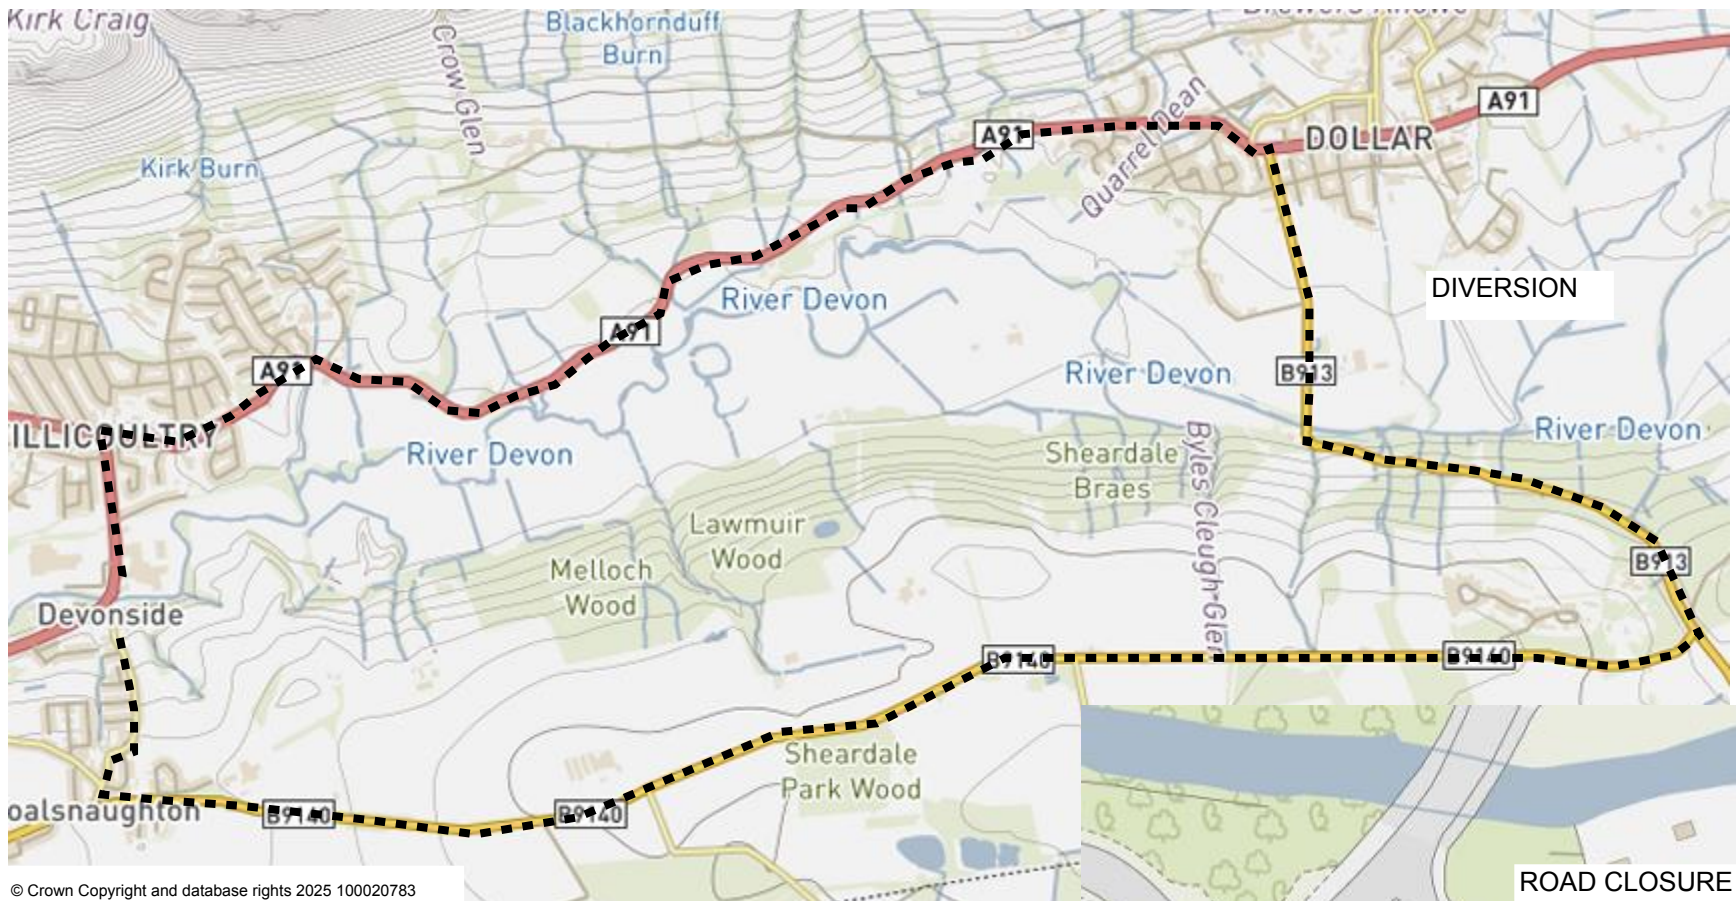 Kirk Craig
Crow Glen
Blackhornduff
Burn
Kirk Burn
A91
Quarrel Dean
DOLLAR
A91
DIVERSION
River Devon
A91
A91
ILLICOULTRY
River Devon
River Devon
B913
River Devon
Sheardale
Braes
Byles Cleugh Glen
Lawmuir
Wood
Melloch
Wood
B913
Devonside
B9140
B9140
Sheardale
Park Wood
oalsnaughton
B9140
B9140
© Crown Copyright and database rights 2025 100020783
ROAD CLOSURE